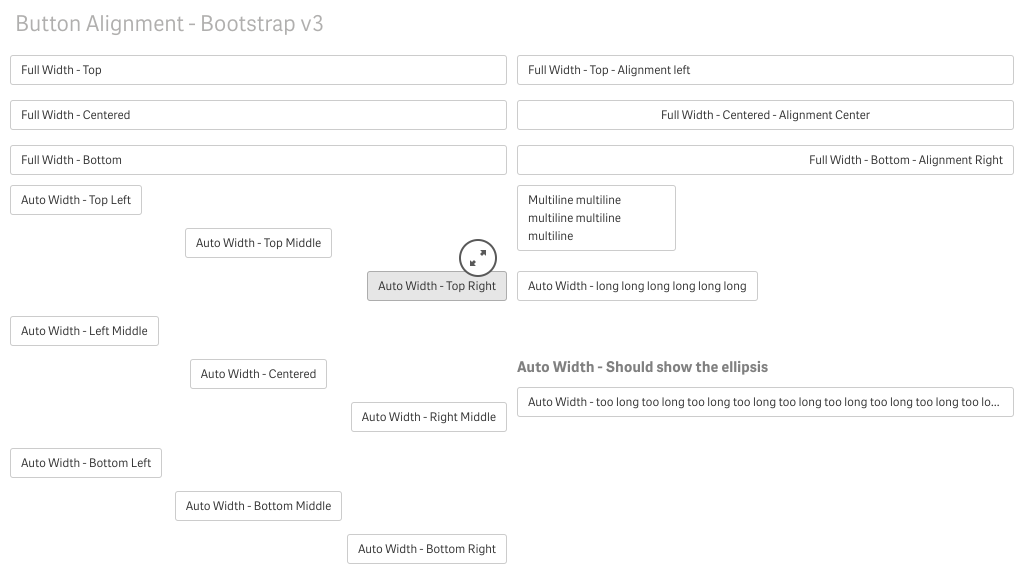 Button Alignment - Bootstrap v3
Full Width - Top
Full Width - Top - Alignment left
Full Width - Centered
Full Width - Centered - Alignment Center
Full Width - Bottom
Full Width - Bottom - Alignment Right
Auto Width - Top Left
Multiline multiline
multiline multiline
multiline
Auto Width - Top Middle
Auto Width - Top Right
Auto Width - long long long long long long
Auto Width - Left Middle
Auto Width - Should show the ellipsis
Auto Width - Centered
Auto Width - too long too long too long too long too long too long too long too long too lo...
Auto Width - Right Middle
Auto Width - Bottom Left
Auto Width - Bottom Middle
Auto Width - Bottom Right